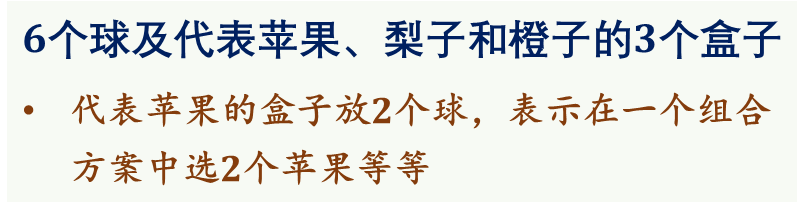 6个球及代表苹果、梨子和橙子的3个盒子
• 代表苹果的盒子放2个球，表示在一个组合
方案中选2个苹果等等